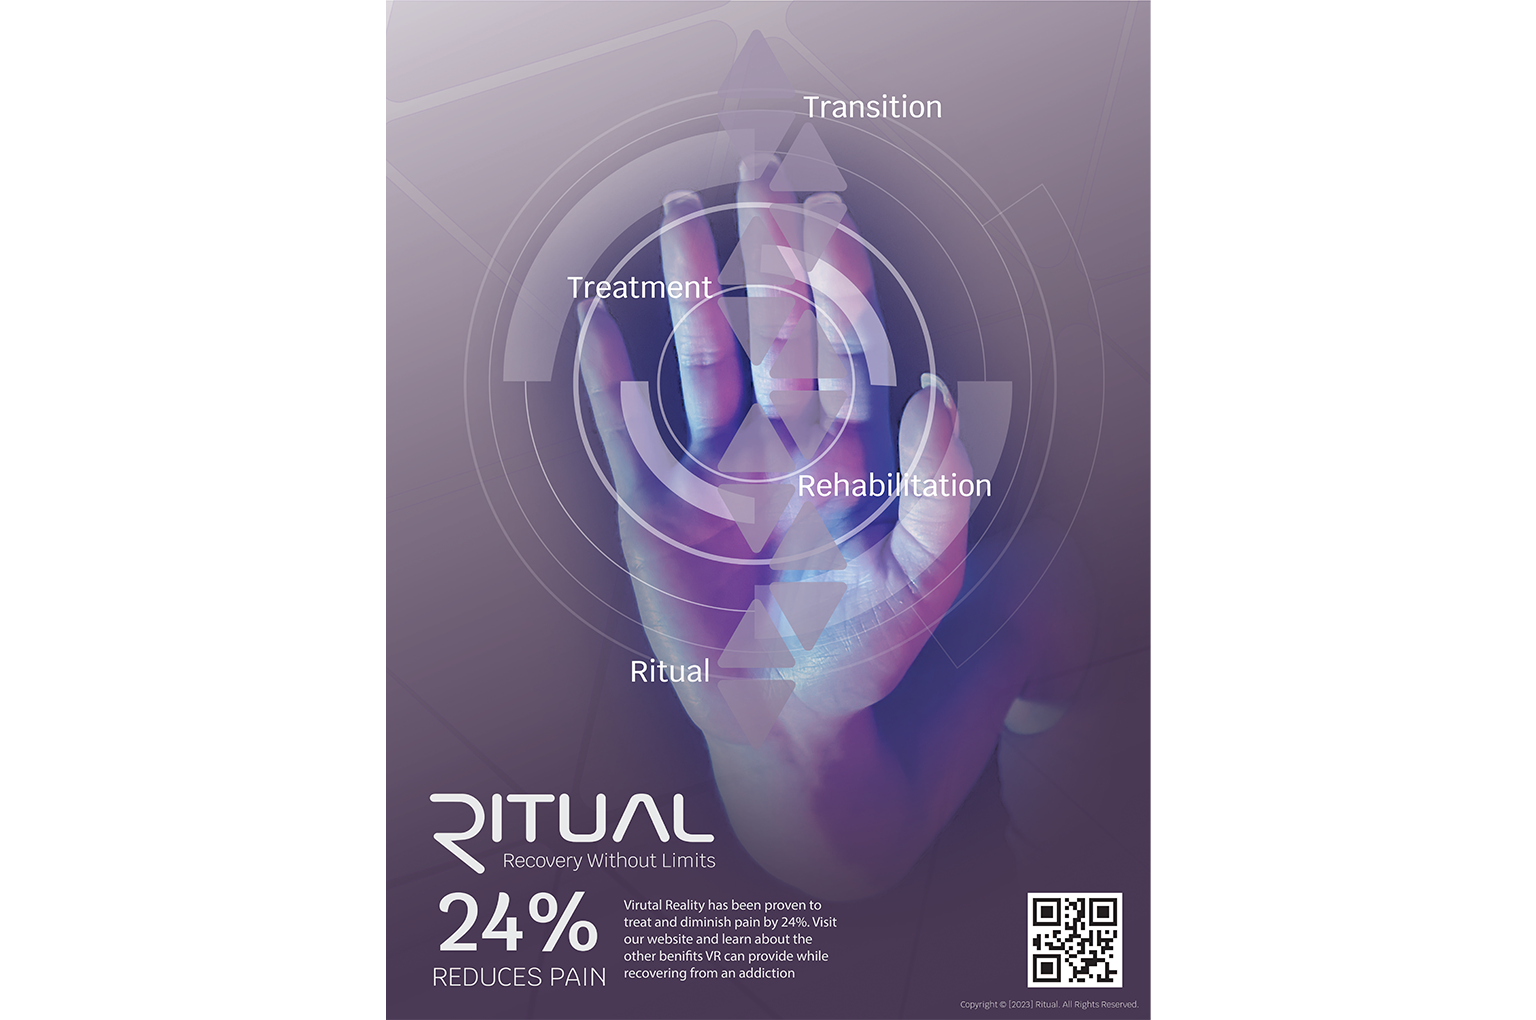 Transition
Treatment
Rehabilitation
Ritual
RITUAL
Recovery Without Limits
24%
REDUCES PAIN
Virutal Reality has been proven to
treat and diminish pain by 24%. Visit
our website and learn about the
other benifits VR can provide while
recovering from an addiction
Copyright © [2023] Ritual. All Rights Reserved.